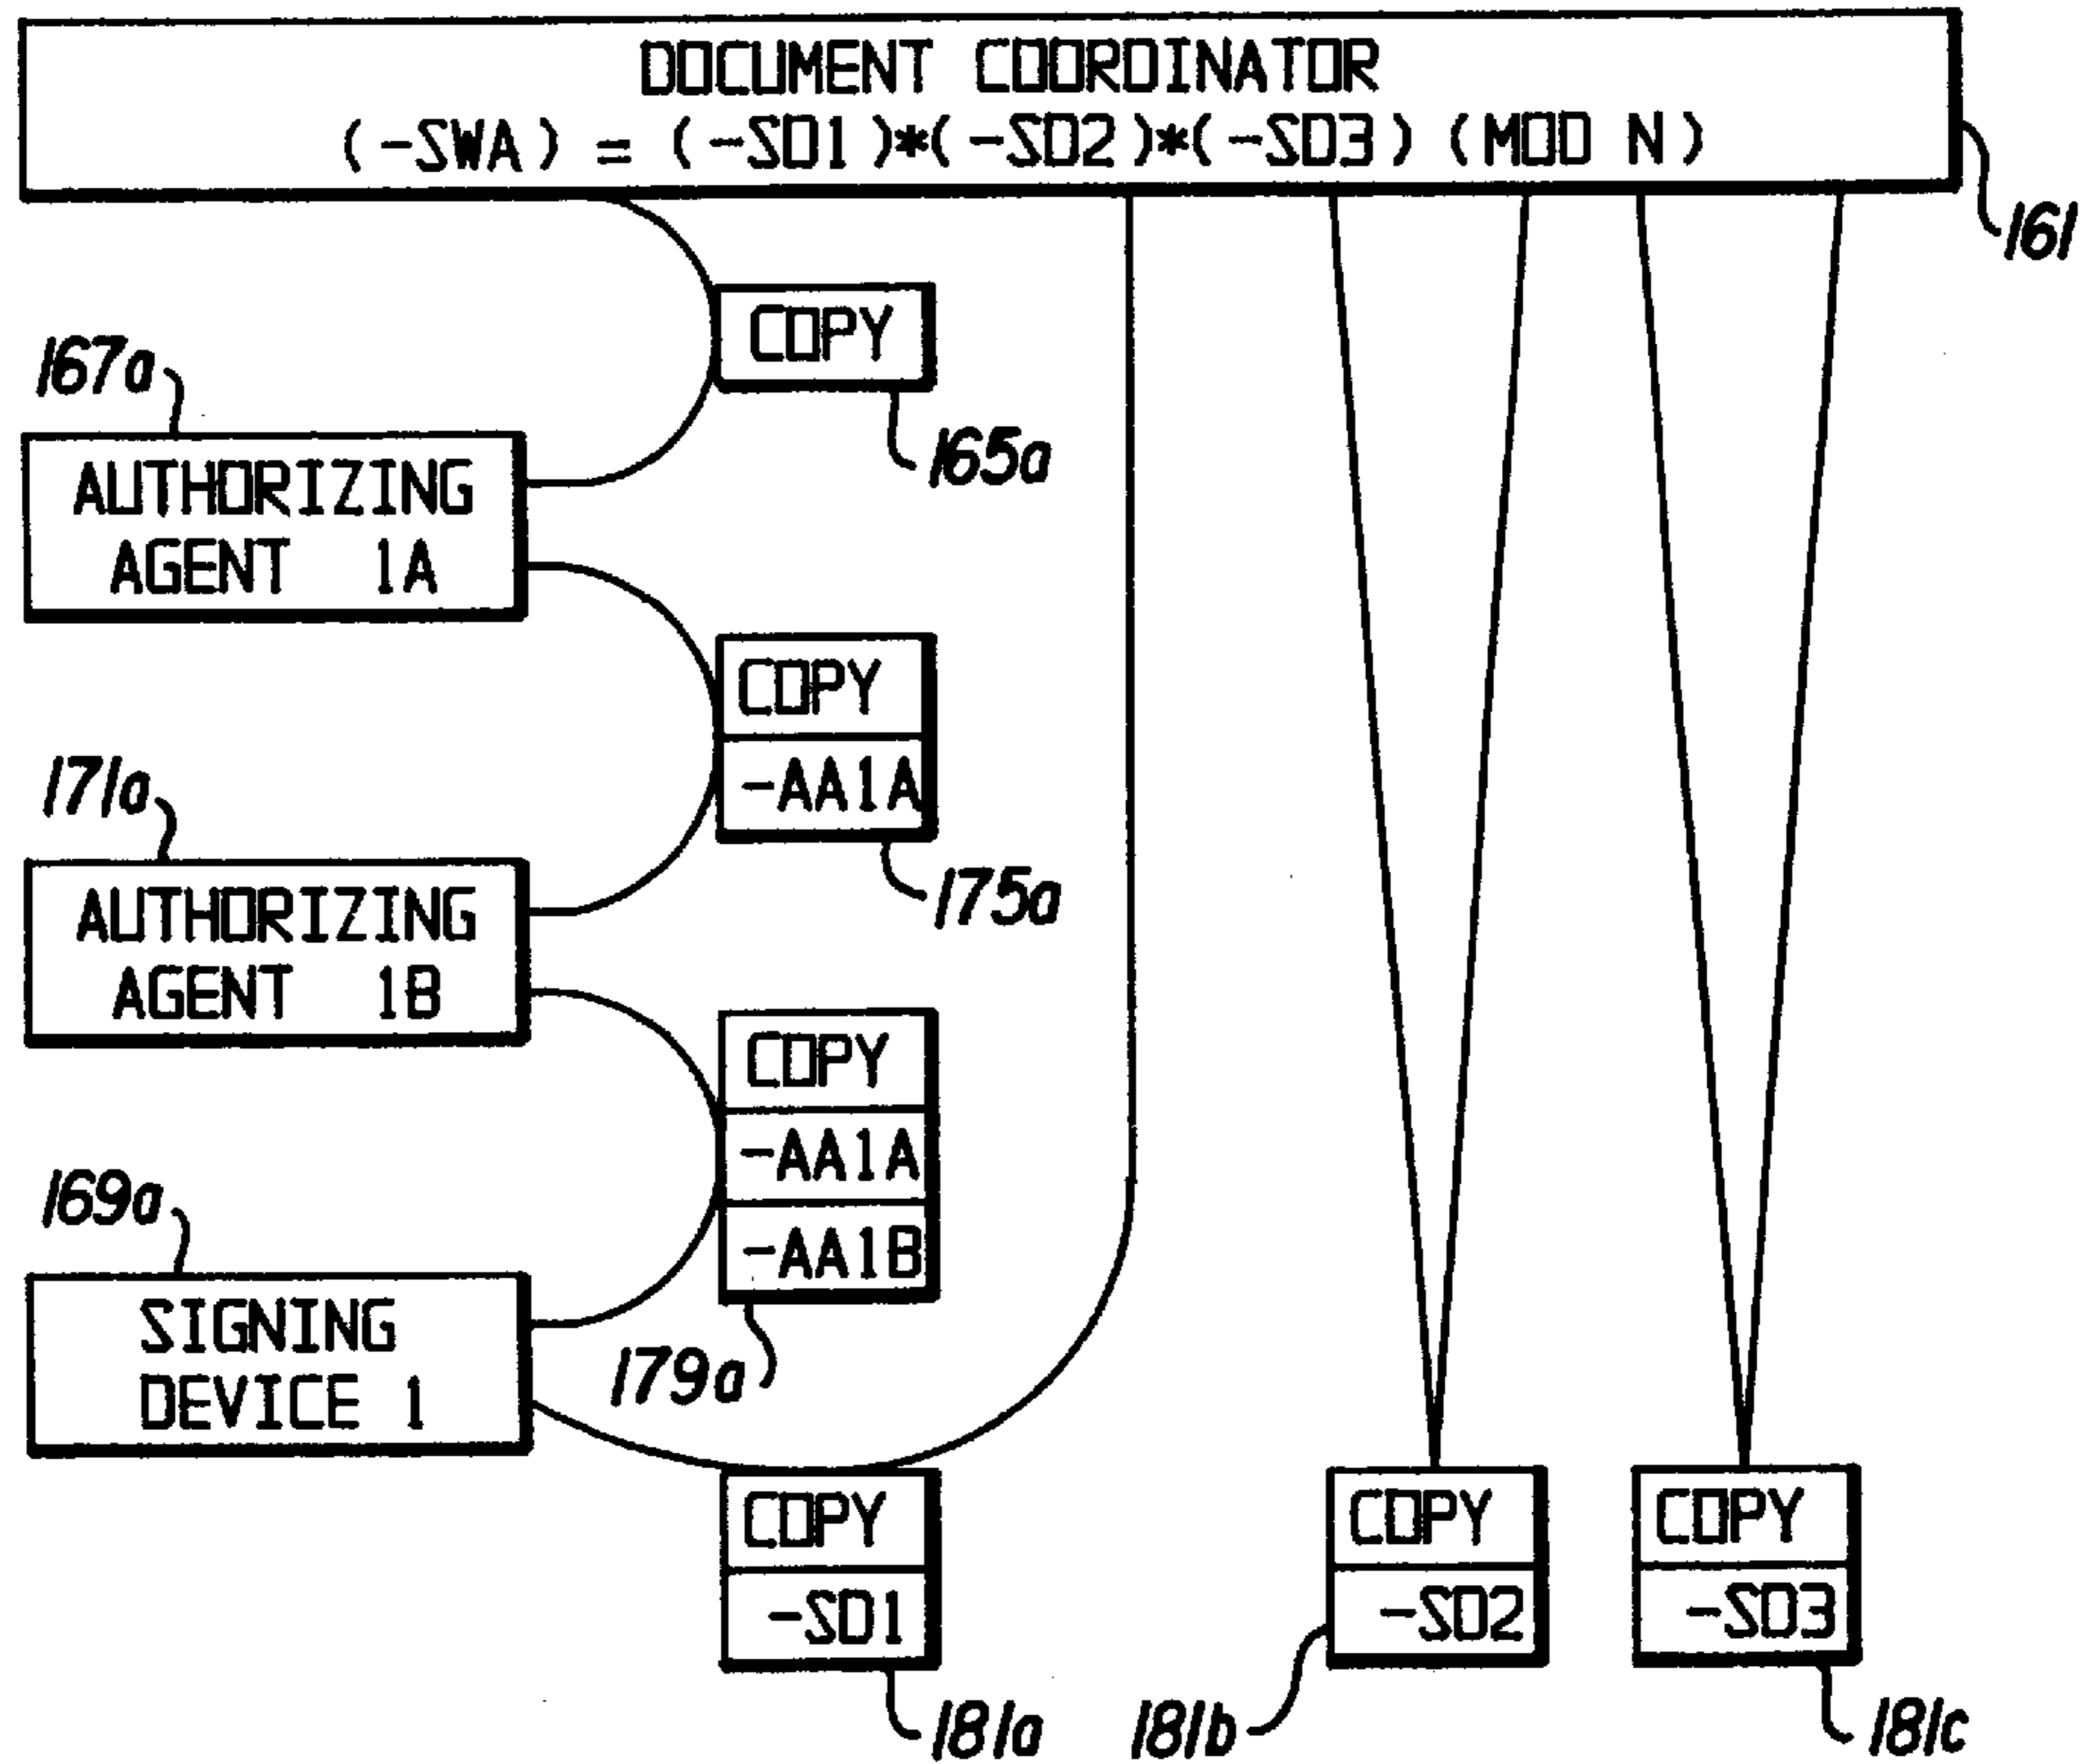 DOCUMENT COORDINATOR
(-SWA) = (-SD1)*(-SD2)*(-SD3) (MOD N)
161
COPY
165a
167a
AUTHORIZING
AGENT 1A
COPY
-AA1A
175a
171a
AUTHORIZING
AGENT 1B
COPY
-AA1A
-AA1B
179a
169a
SIGNING
DEVICE 1
COPY
-SD1
181a
COPY
-SD2
181b
COPY
-SD3
181c